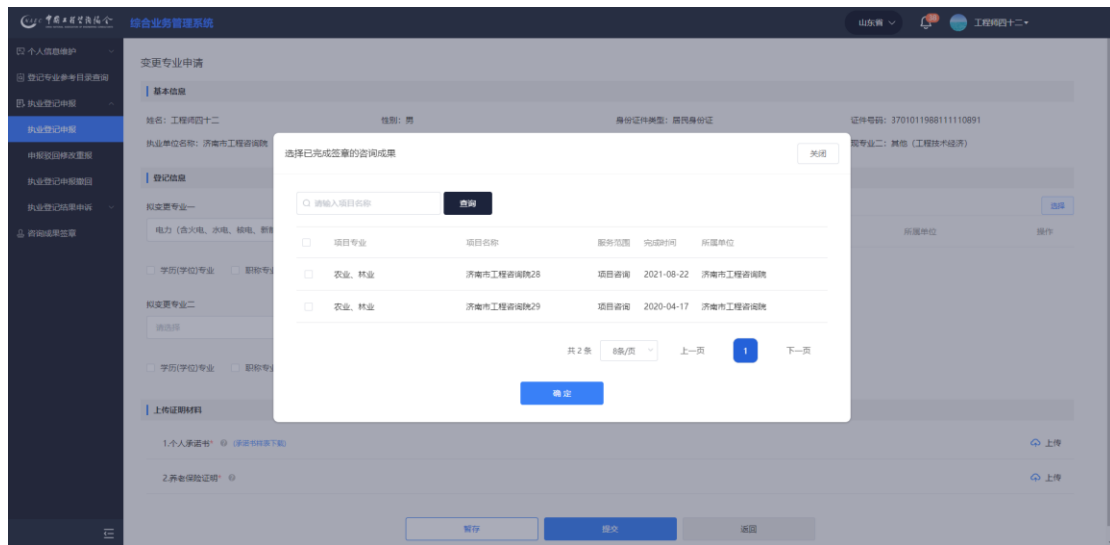 中国工程咨询协会 综合业务管理系统 山东省 工程师四十二
个人信息维护
登记专业参考目录查询
执业登记申报
执业登记申报
申报驳回修改重报
执业登记申报撤回
执业登记结果申诉
咨询成果签章
变更专业申请
基本信息
姓名: 工程师四十二 性别: 男 身份证件类型: 居民身份证 证件号码: 3701011988111110891
执业单位名称: 济南市工程咨询院 现专业二: 其他（工程技术经济）
登记信息
拟变更专业一 选择
电力（含火电、水电、核电、新能 所属单位 操作
学历(学位)专业 职称专业
拟变更专业二
请选择
学历(学位)专业 职称专业
上传证明材料
1.个人承诺书* (承诺书样表下载) 上传
2.养老保险证明* 上传
暂存 提交 返回
选择已完成签章的咨询成果 关闭
请输入项目名称 查询
项目专业 项目名称 服务范围 完成时间 所属单位
农业、林业 济南市工程咨询院28 项目咨询 2021-08-22 济南市工程咨询院
农业、林业 济南市工程咨询院29 项目咨询 2020-04-17 济南市工程咨询院
共 2 条 8条/页 上一页 1 下一页
确 定